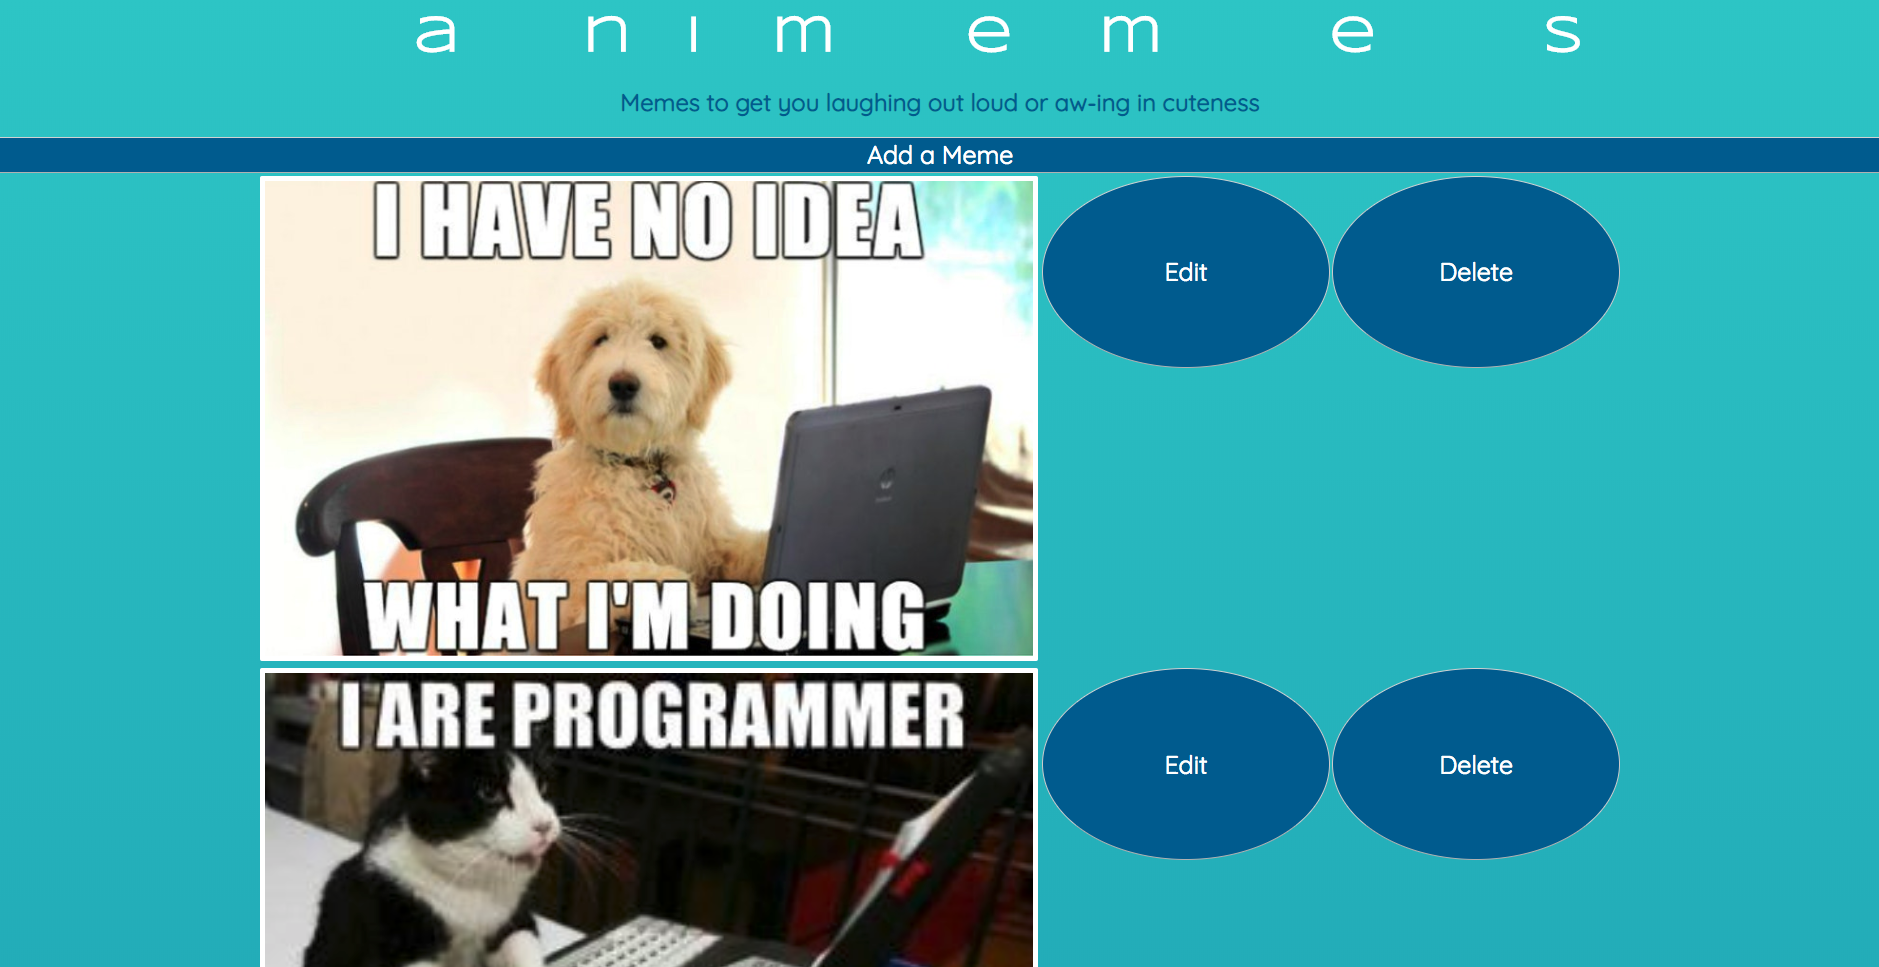 a n i m e m e s
Memes to get you laughing out loud or aw-ing in cuteness
Add a Meme
I HAVE NO IDEA
WHAT I'M DOING
Edit
Delete
I ARE PROGRAMMER
Edit
Delete